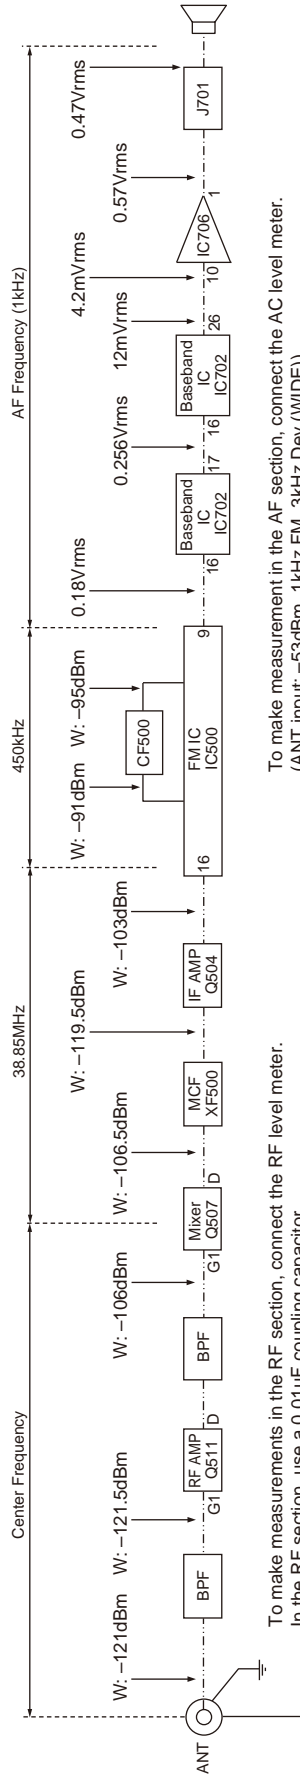 Center Frequency
38.85MHz
450kHz
AF Frequency (1kHz)
W: –121dBm
W: –121.5dBm
W: –106dBm
W: –106.5dBm
W: –119.5dBm
W: –103dBm
W: –91dBm
W: –95dBm
0.18Vrms
0.256Vrms
12mVrms
4.2mVrms
0.57Vrms
0.47Vrms
ANT
BPF
G1
RF AMP
Q511
D
BPF
G1
Mixer
Q507
D
MCF
XF500
IF AMP
Q504
16
FM IC
IC500
9
CF500
16
Baseband
IC
IC702
17
16
Baseband
IC
IC702
26
10
IC706
1
J701
To make measurements in the RF section, connect the RF level meter.
In the RF section, use a 0.01µF coupling capacitor.
To make measurement in the AF section, connect the AC level meter.
(ANT input: –53dBm, 1kHz FM, 3kHz Dev (WIDE))